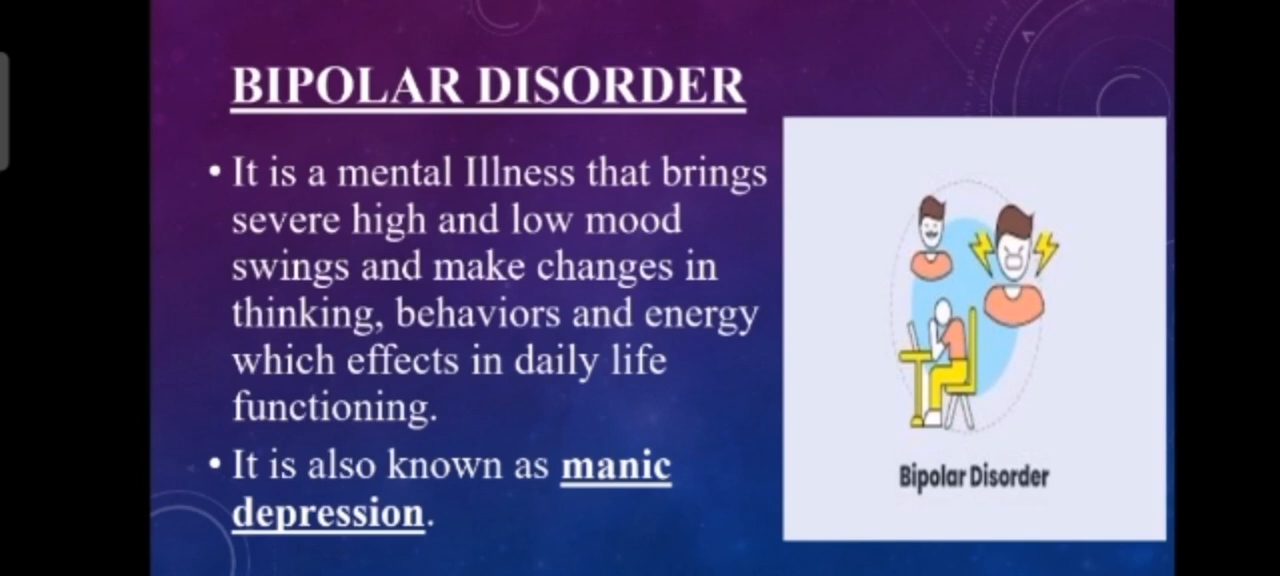 BIPOLAR DISORDER
• It is a mental Illness that brings
severe high and low mood
swings and make changes in
thinking, behaviors and energy
which effects in daily life
functioning.
• It is also known as manic
depression.
Bipolar Disorder